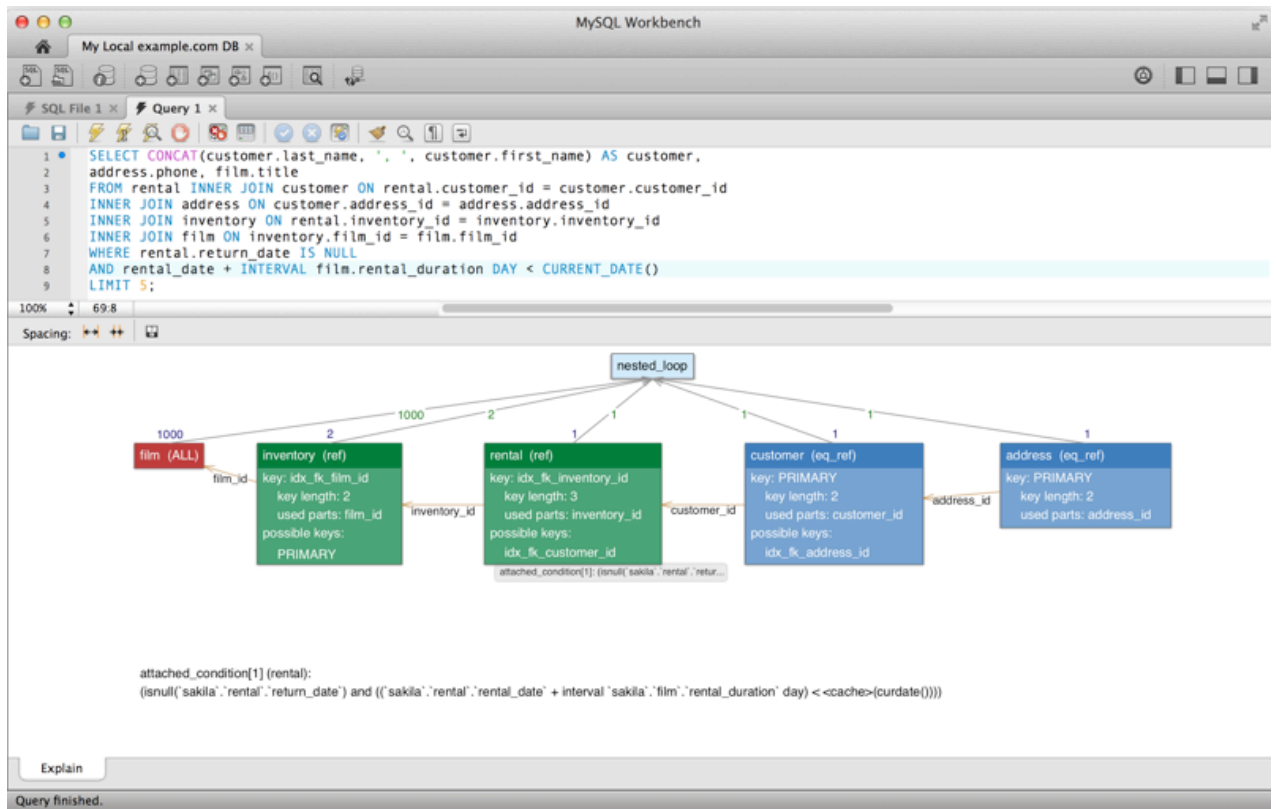 MySQL Workbench
My Local example.com DB ×
SQL File 1 × Query 1 ×
1 SELECT CONCAT(customer.last_name, ', ', customer.first_name) AS customer,
2 address.phone, film.title
3 FROM rental INNER JOIN customer ON rental.customer_id = customer.customer_id
4 INNER JOIN address ON customer.address_id = address.address_id
5 INNER JOIN inventory ON rental.inventory_id = inventory.inventory_id
6 INNER JOIN film ON inventory.film_id = film.film_id
7 WHERE rental.return_date IS NULL
8 AND rental_date + INTERVAL film.rental_duration DAY < CURRENT_DATE()
9 LIMIT 5;
100% 69:8
Spacing:
nested_loop
1000 2 1 1 1
1000 2 1 1 1
film (ALL)
film_id
inventory (ref)
key: idx_fk_film_id
key length: 2
used parts: film_id
possible keys:
PRIMARY
inventory_id
rental (ref)
key: idx_fk_inventory_id
key length: 3
used parts: inventory_id
possible keys:
idx_fk_customer_id
attached_condition[1]: (isnull(`sakila`.`rental`.`retur...
customer_id
customer (eq_ref)
key: PRIMARY
key length: 2
used parts: customer_id
possible keys:
idx_fk_address_id
address_id
address (eq_ref)
key: PRIMARY
key length: 2
used parts: address_id
attached_condition[1] (rental):
(isnull(`sakila`.`rental`.`return_date`) and ((`sakila`.`rental`.`rental_date` + interval `sakila`.`film`.`rental_duration` day) < <cache>(curdate())))
Explain
Query finished.